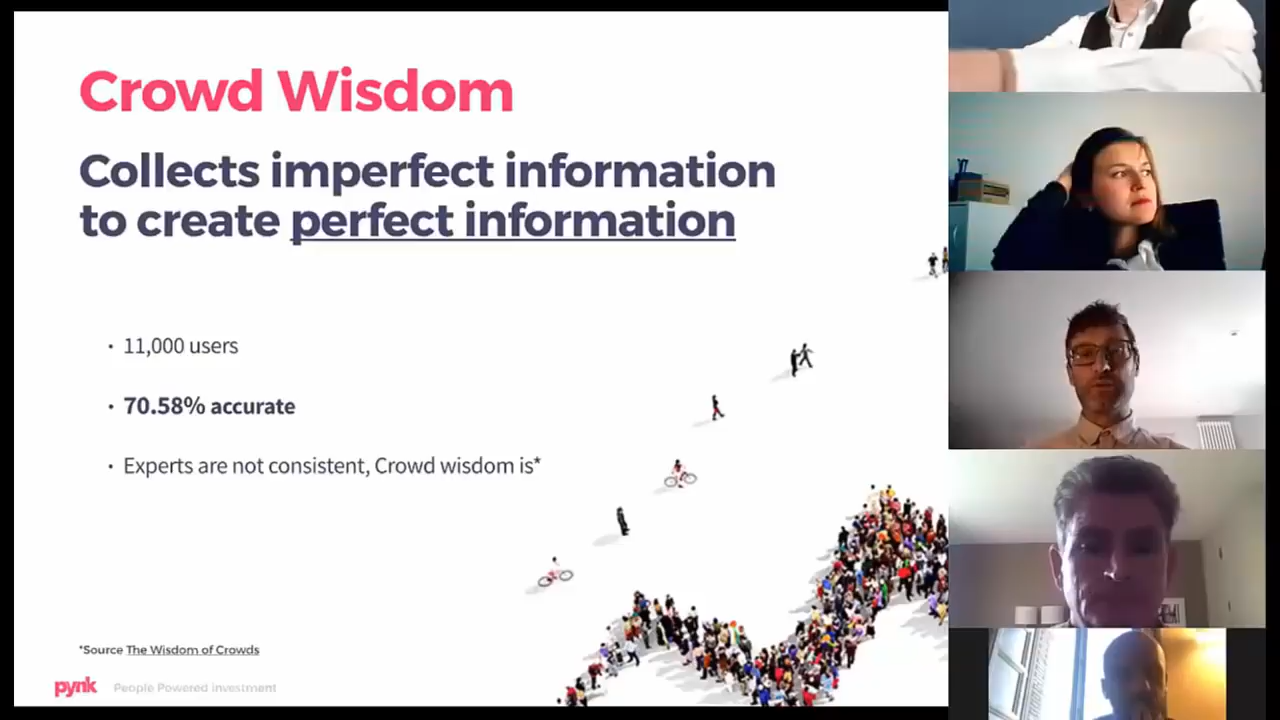 Crowd Wisdom
Collects imperfect information
to create perfect information
• 11,000 users
• 70.58% accurate
• Experts are not consistent, Crowd wisdom is*
*Source The Wisdom of Crowds
pynk People Powered investment